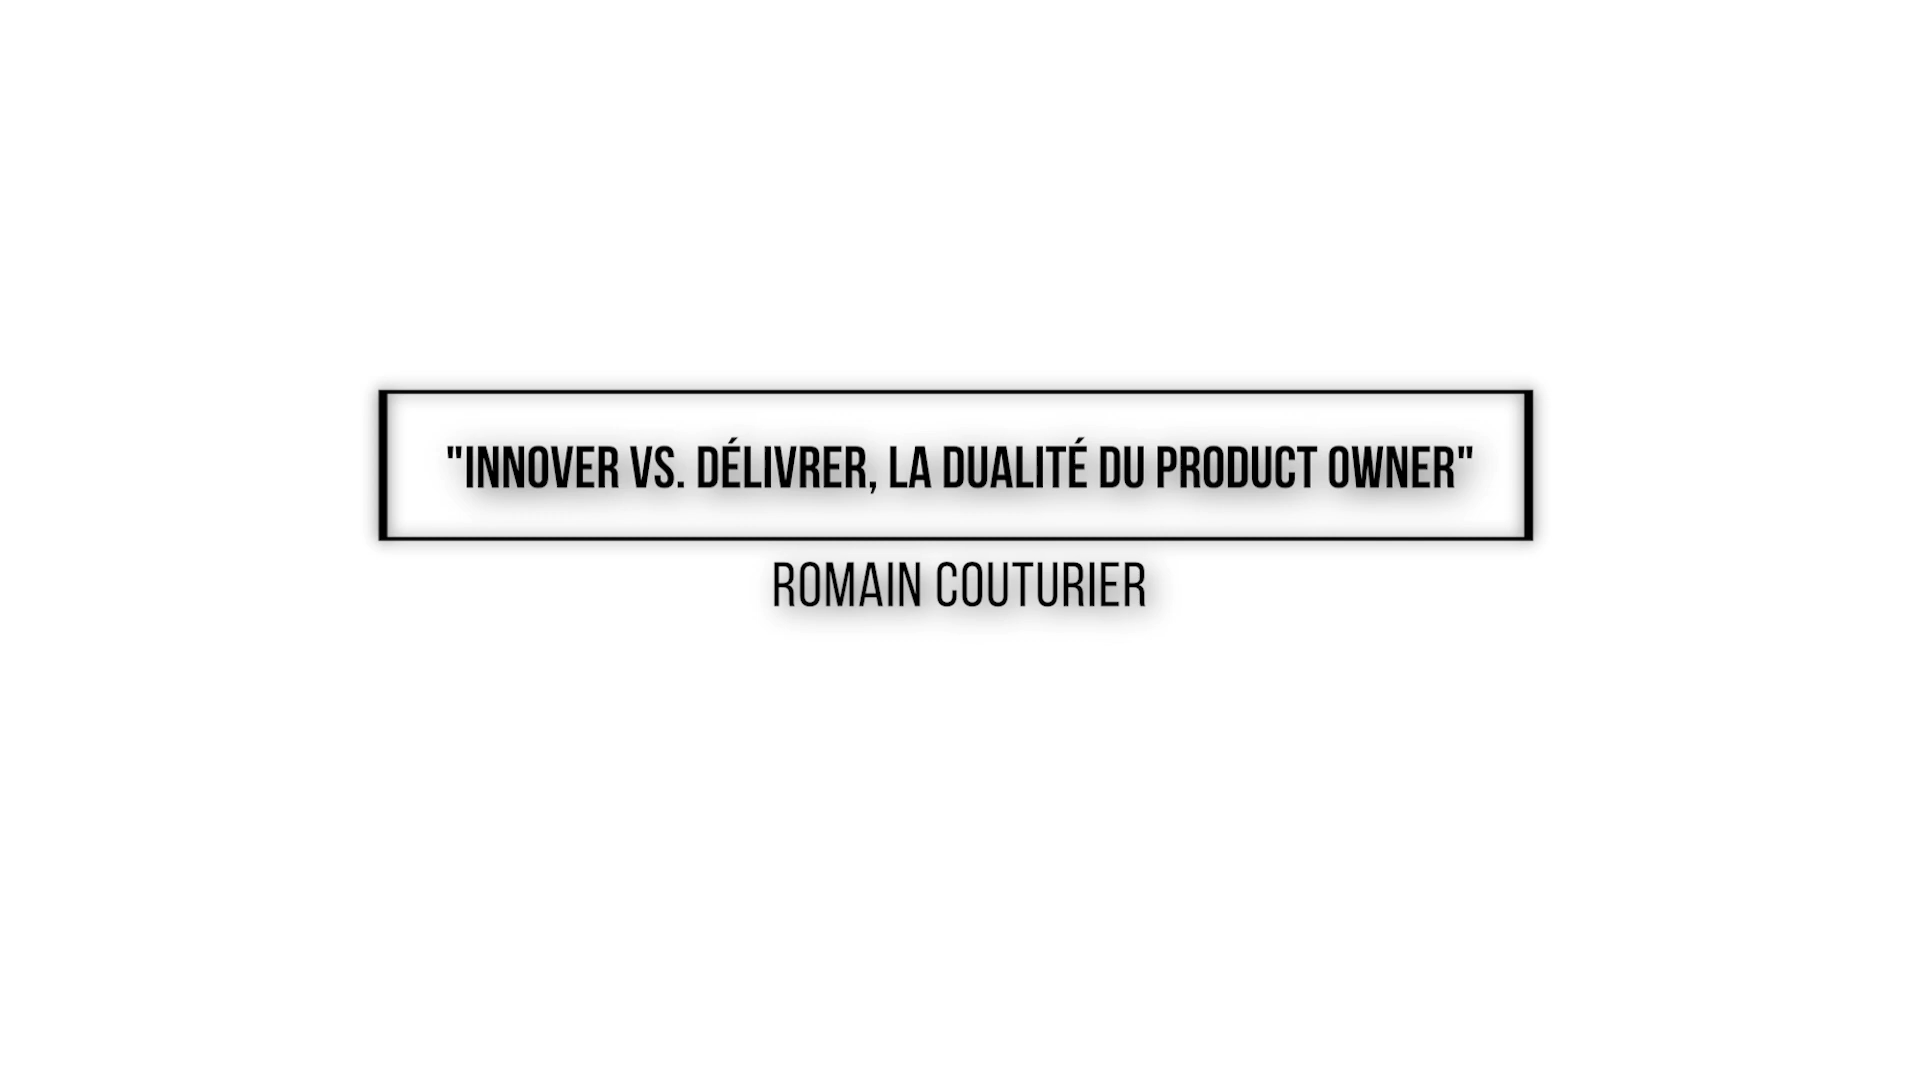 "INNOVER VS. DÉLIVRER, LA DUALITÉ DU PRODUCT OWNER"
ROMAIN COUTURIER